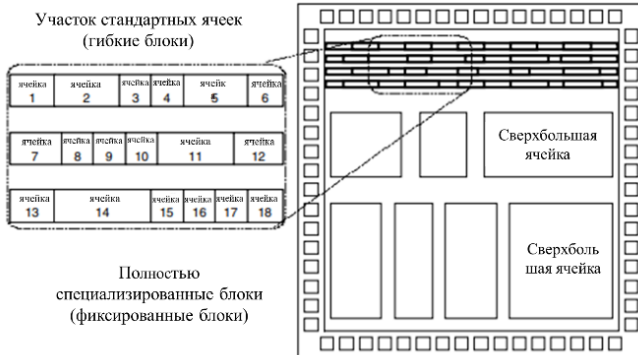 Участок стандартных ячеек
(гибкие блоки)
ячейка ячейка ячейка ячейка ячейк ячейка
1 2 3 4 5 6
ячейка ячейка ячейка ячейка ячейка ячейка
7 8 9 10 11 12
ячейка ячейка ячейка ячейка ячейка ячейка
13 14 15 16 17 18
Полностью
специализированные блоки
(фиксированные блоки)
Сверхбольшая
ячейка
Сверхболь
шая ячейка